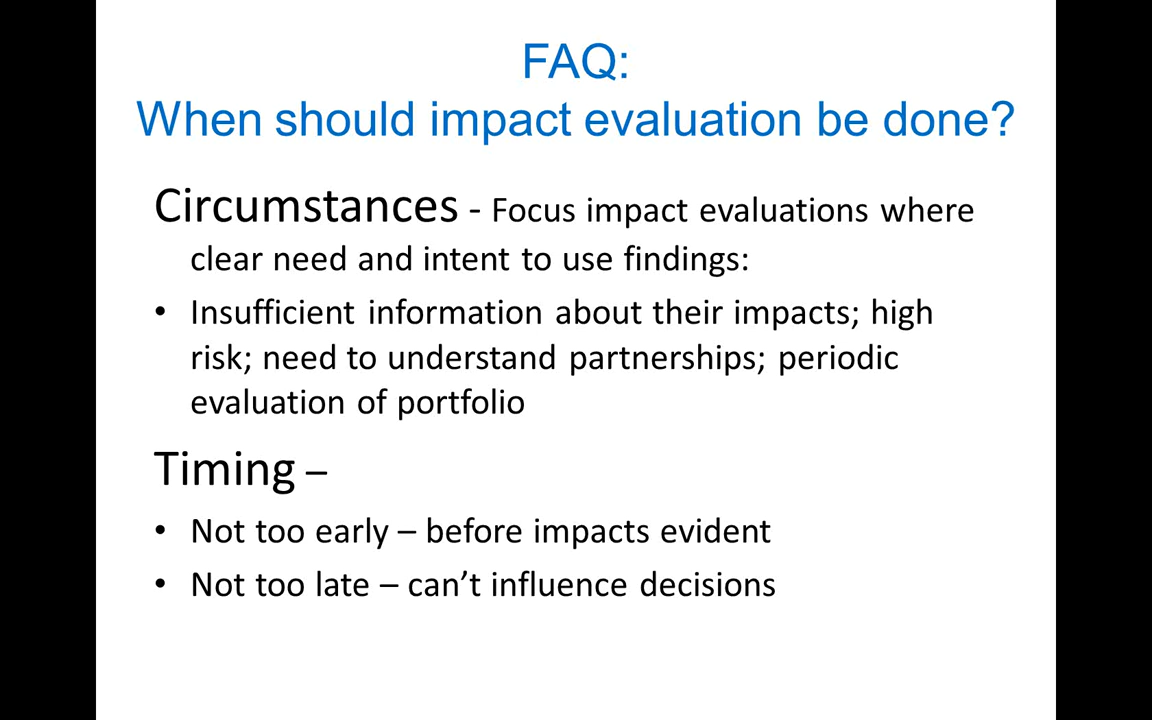 FAQ:
When should impact evaluation be done?
Circumstances - Focus impact evaluations where
clear need and intent to use findings:
• Insufficient information about their impacts; high
risk; need to understand partnerships; periodic
evaluation of portfolio
Timing –
• Not too early – before impacts evident
• Not too late – can’t influence decisions